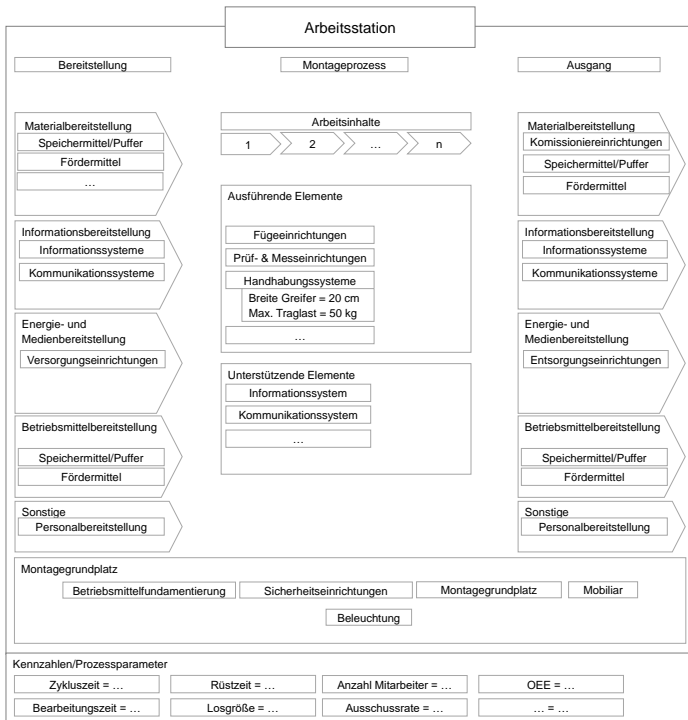 Arbeitsstation
Bereitstellung
Montageprozess
Ausgang
Materialbereitstellung
Speichermittel/Puffer
Fördermittel
…
Informationsbereitstellung
Informationssysteme
Kommunikationssysteme
Energie- und
Medienbereitstellung
Versorgungseinrichtungen
Betriebsmittelbereitstellung
Speichermittel/Puffer
Fördermittel
Sonstige
Personalbereitstellung
Arbeitsinhalte
1 2 … n
Ausführende Elemente
Fügeeinrichtungen
Prüf- & Messeinrichtungen
Handhabungssysteme
Breite Greifer = 20 cm
Max. Traglast = 50 kg
…
Unterstützende Elemente
Informationssystem
Kommunikationssystem
…
Materialbereitstellung
Komissioniereinrichtungen
Speichermittel/Puffer
Fördermittel
Informationsbereitstellung
Informationssysteme
Kommunikationssysteme
Energie- und
Medienbereitstellung
Entsorgungseinrichtungen
Betriebsmittelbereitstellung
Speichermittel/Puffer
Fördermittel
Sonstige
Personalbereitstellung
Montagegrundplatz
Betriebsmittelfundamentierung Sicherheitseinrichtungen Montagegrundplatz Mobiliar
Beleuchtung
Kennzahlen/Prozessparameter
Zykluszeit = … Rüstzeit = … Anzahl Mitarbeiter = … OEE = …
Bearbeitungszeit = … Losgröße = … Ausschussrate = … … = …